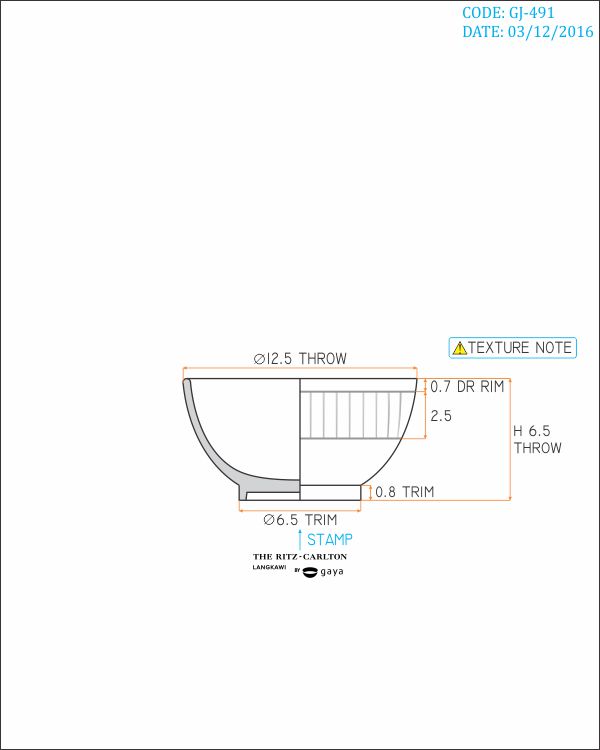 CODE: GJ-491
DATE: 03/12/2016
TEXTURE NOTE
∅12.5 THROW
0.7 DR RIM
2.5
H 6.5
THROW
0.8 TRIM
∅6.5 TRIM
STAMP
THE RITZ-CARLTON
LANGKAWI
BY gaya